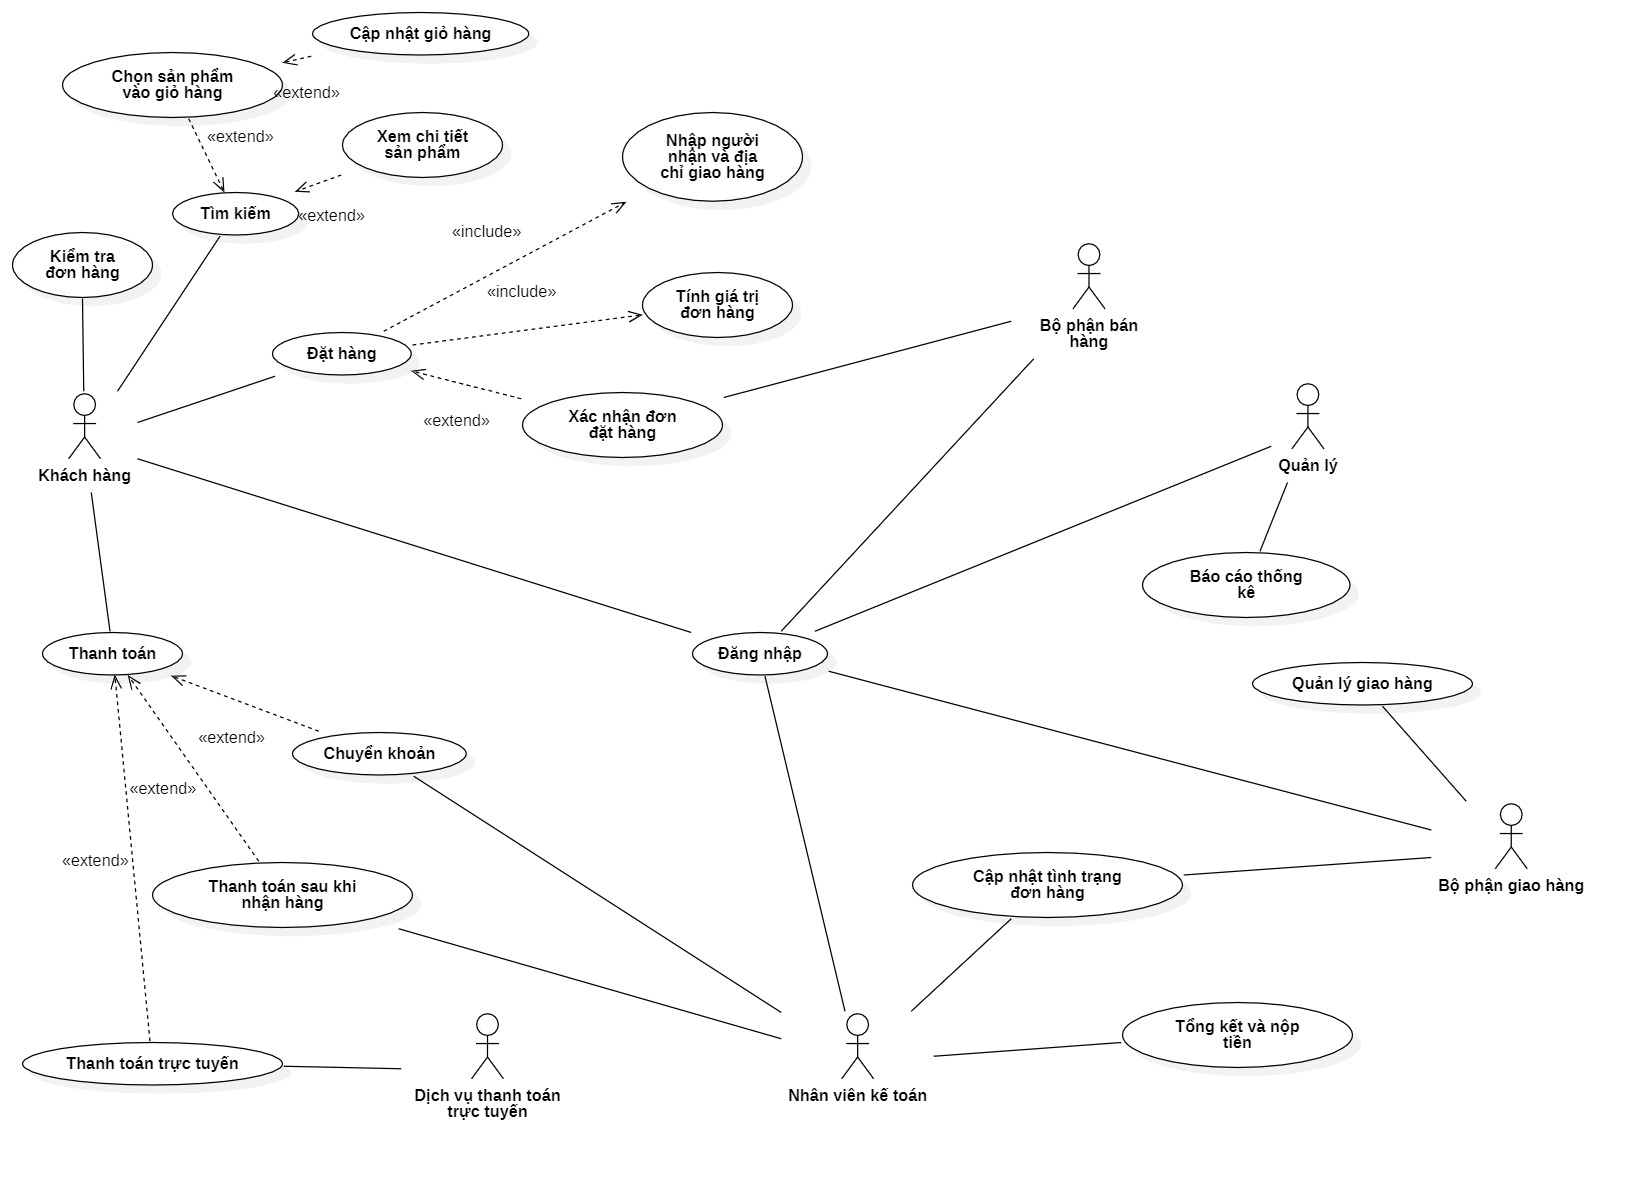 Cập nhật giỏ hàng
Chọn sản phẩm
vào giỏ hàng
«extend»
«extend»
Xem chi tiết
sản phẩm
Nhập người
nhận và địa
chỉ giao hàng
Tìm kiếm
«extend»
«include»
Kiểm tra
đơn hàng
«include»
Tính giá trị
đơn hàng
Bộ phận bán
hàng
Đặt hàng
«extend»
Xác nhận đơn
đặt hàng
Quản lý
Khách hàng
Báo cáo thống
kê
Thanh toán
Đăng nhập
Quản lý giao hàng
«extend»
Chuyển khoản
«extend»
«extend»
Thanh toán sau khi
nhận hàng
Cập nhật tình trạng
đơn hàng
Bộ phận giao hàng
Tổng kết và nộp
tiền
Thanh toán trực tuyến
Dịch vụ thanh toán
trực tuyến
Nhân viên kế toán